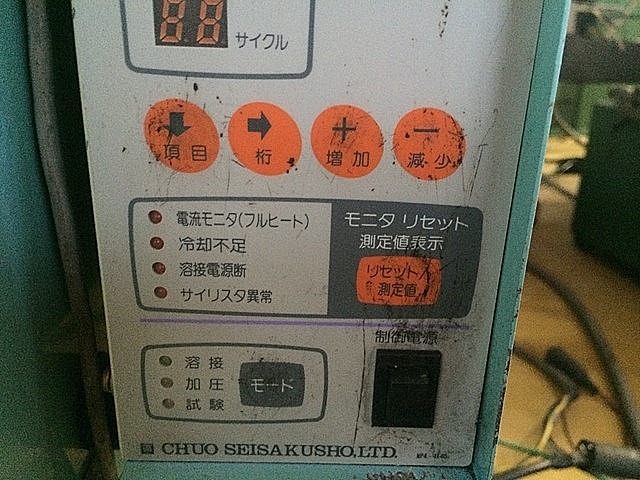 88
サイクル
項目
桁
増加
減少
電流モニタ(フルヒート)
冷却不足
溶接電源断
サイリスタ異常
モニタ リセット
測定値表示
リセット/
測定値
制御電源
溶接
加圧
試験
モード
CHUO SEISAKUSHO,LTD.